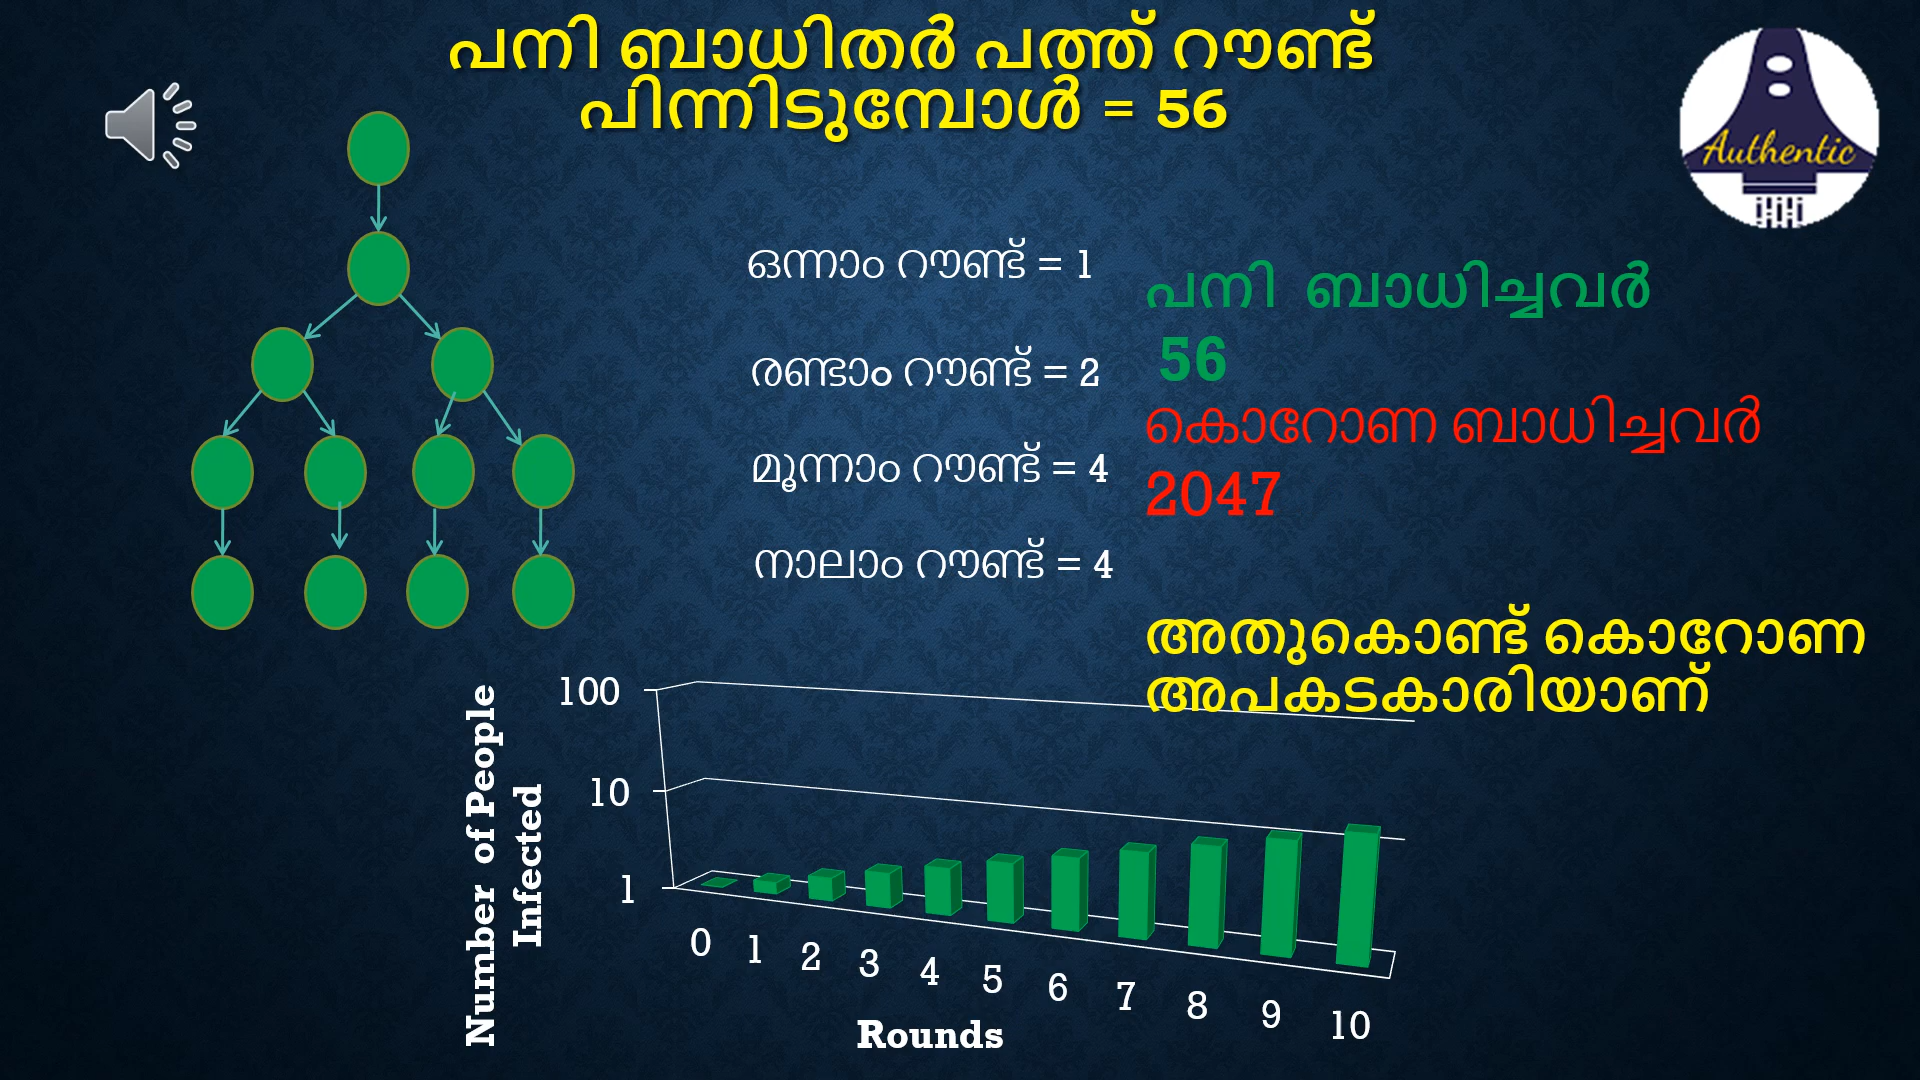 പനി ബാധിതർ പത്ത് റൗണ്ട്
പിന്നിടുമ്പോൾ = 56
Authentic
ഒന്നാം റൗണ്ട് = 1
രണ്ടാം റൗണ്ട് = 2
മൂന്നാം റൗണ്ട് = 4
നാലാം റൗണ്ട് = 4
പനി ബാധിച്ചവർ
56
കൊറോണ ബാധിച്ചവർ
2047
അതുകൊണ്ട് കൊറോണ
അപകടകാരിയാണ്
Number of People
Infected
100
10
1
0 1 2 3 4 5 6 7 8 9 10
Rounds